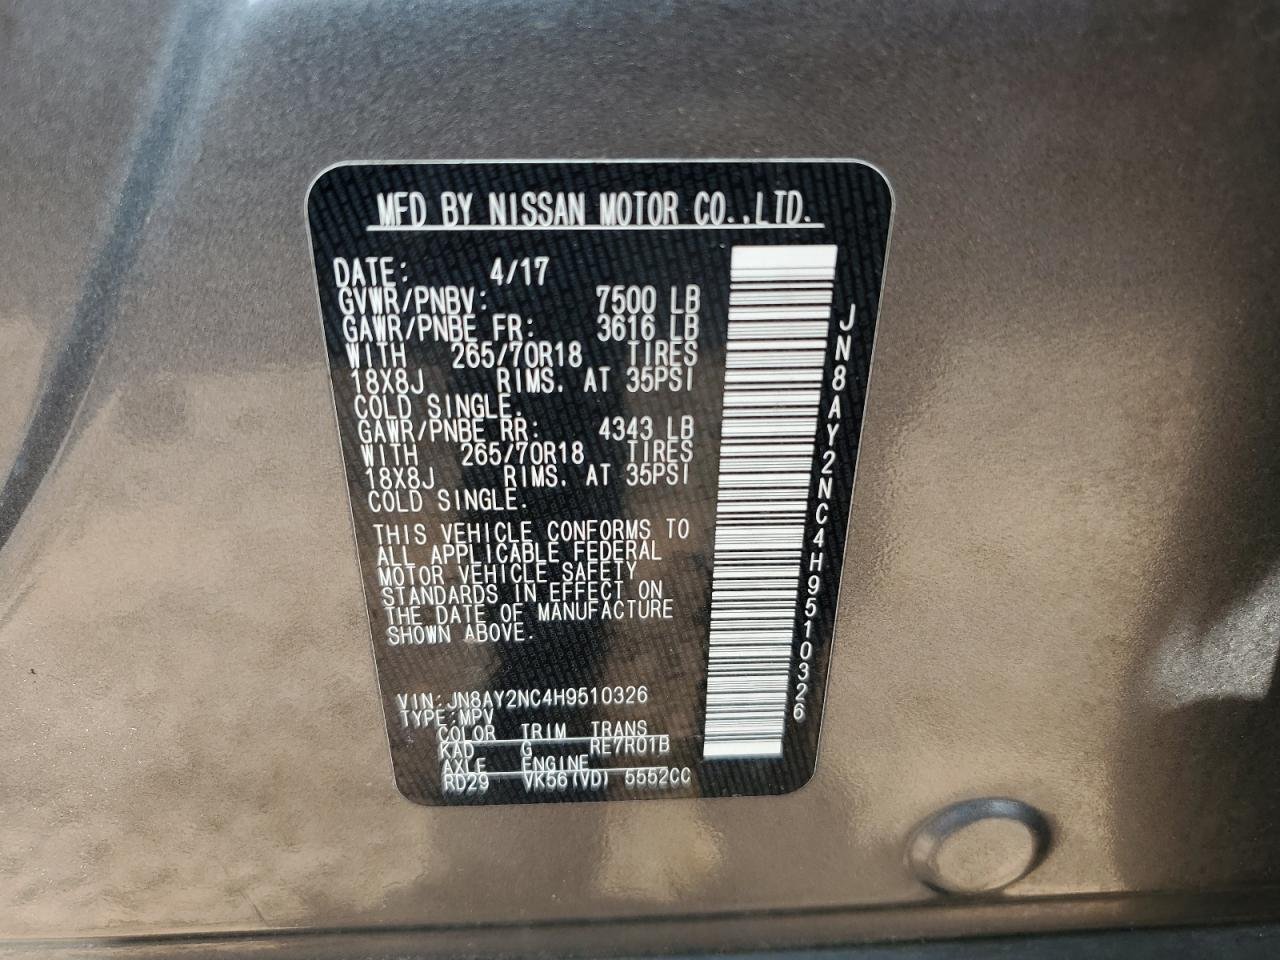 MFD BY NISSAN MOTOR CO.,LTD.
DATE: 4/17
GVWR/PNBV: 7500 LB
GAWR/PNBE FR: 3616 LB
WITH 265/70R18 TIRES
18X8J RIMS. AT 35PSI
COLD SINGLE.
GAWR/PNBE RR: 4343 LB
WITH 265/70R18 TIRES
18X8J RIMS. AT 35PSI
COLD SINGLE.
THIS VEHICLE CONFORMS TO
ALL APPLICABLE FEDERAL
MOTOR VEHICLE SAFETY
STANDARDS IN EFFECT ON
THE DATE OF MANUFACTURE
SHOWN ABOVE.
VIN:JN8AY2NC4H9510326
TYPE:MPV
COLOR TRIM TRANS
KAD G RE7R01B
AXLE ENGINE
RD29 VK56(VD) 5552CC
JN8AY2NC4H9510326